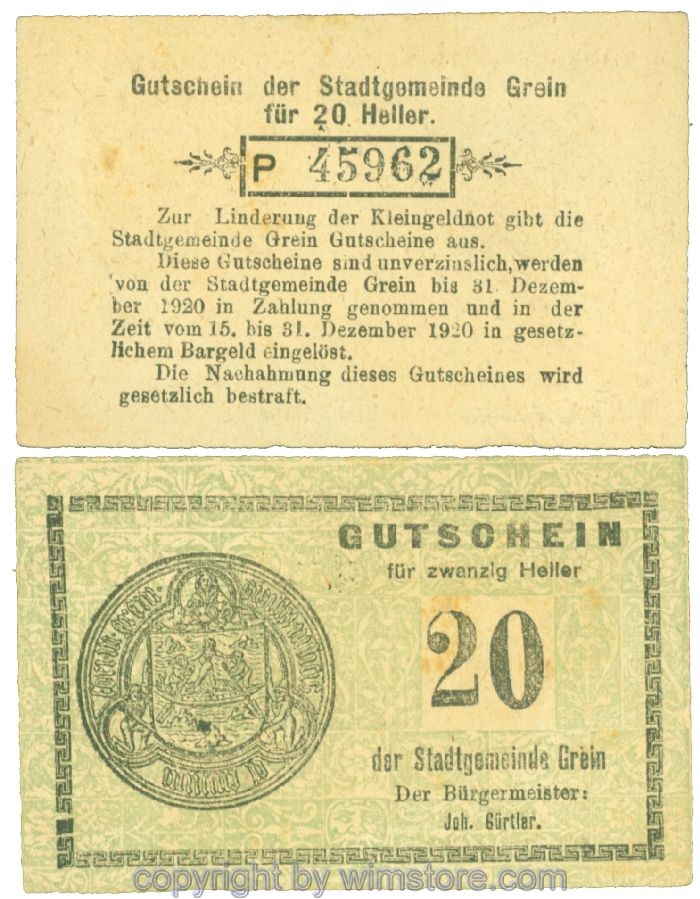 Gutschein der Stadtgemeinde Grein
für 20 Heller.
P 45962
Zur Linderung der Kleingeldnot gibt die
Stadtgemeinde Grein Gutscheine aus.
Diese Gutscheine sind unverzinslich, werden
von der Stadtgemeinde Grein bis 31. Dezem-
ber 1920 in Zahlung genommen und in der
Zeit vom 15. bis 31. Dezember 1920 in gesetz-
lichem Bargeld eingelöst.
Die Nachahmung dieses Gutscheines wird
gesetzlich bestraft.
GUTSCHEIN
für zwanzig Heller
20
der Stadtgemeinde Grein
Der Bürgermeister:
Joh. Gürtler.
copyright by wimstore.com